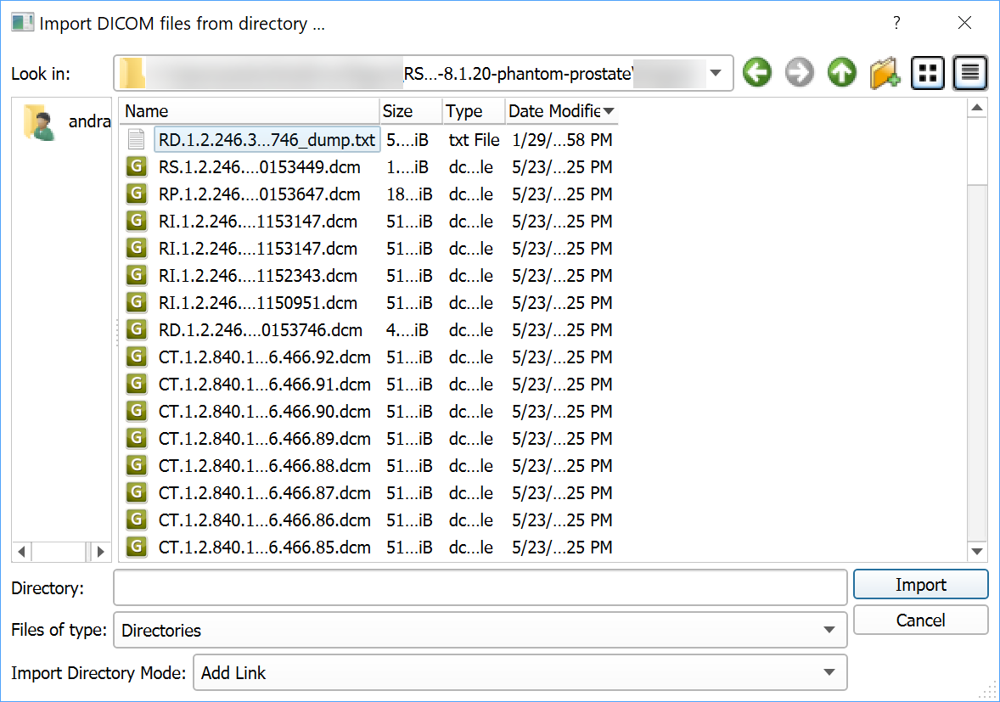 Import DICOM files from directory ...
?
Look in: RS...-8.1.20-phantom-prostate\
andra
Name Size Type Date Modifie
RD.1.2.246.3...746_dump.txt 5....iB txt File 1/29/...58 PM
G RS.1.2.246....0153449.dcm 1....iB dc...le 5/23/...25 PM
G RP.1.2.246....0153647.dcm 18...iB dc...le 5/23/...25 PM
G RI.1.2.246....1153147.dcm 51...iB dc...le 5/23/...25 PM
G RI.1.2.246....1153147.dcm 51...iB dc...le 5/23/...25 PM
G RI.1.2.246....1152343.dcm 51...iB dc...le 5/23/...25 PM
G RI.1.2.246....1150951.dcm 51...iB dc...le 5/23/...25 PM
G RD.1.2.246....0153746.dcm 4....iB dc...le 5/23/...25 PM
G CT.1.2.840.1...6.466.92.dcm 51...iB dc...le 5/23/...25 PM
G CT.1.2.840.1...6.466.91.dcm 51...iB dc...le 5/23/...25 PM
G CT.1.2.840.1...6.466.90.dcm 51...iB dc...le 5/23/...25 PM
G CT.1.2.840.1...6.466.89.dcm 51...iB dc...le 5/23/...25 PM
G CT.1.2.840.1...6.466.88.dcm 51...iB dc...le 5/23/...25 PM
G CT.1.2.840.1...6.466.87.dcm 51...iB dc...le 5/23/...25 PM
G CT.1.2.840.1...6.466.86.dcm 51...iB dc...le 5/23/...25 PM
G CT.1.2.840.1...6.466.85.dcm 51...iB dc...le 5/23/...25 PM
Directory: Import
Cancel
Files of type: Directories
Import Directory Mode: Add Link